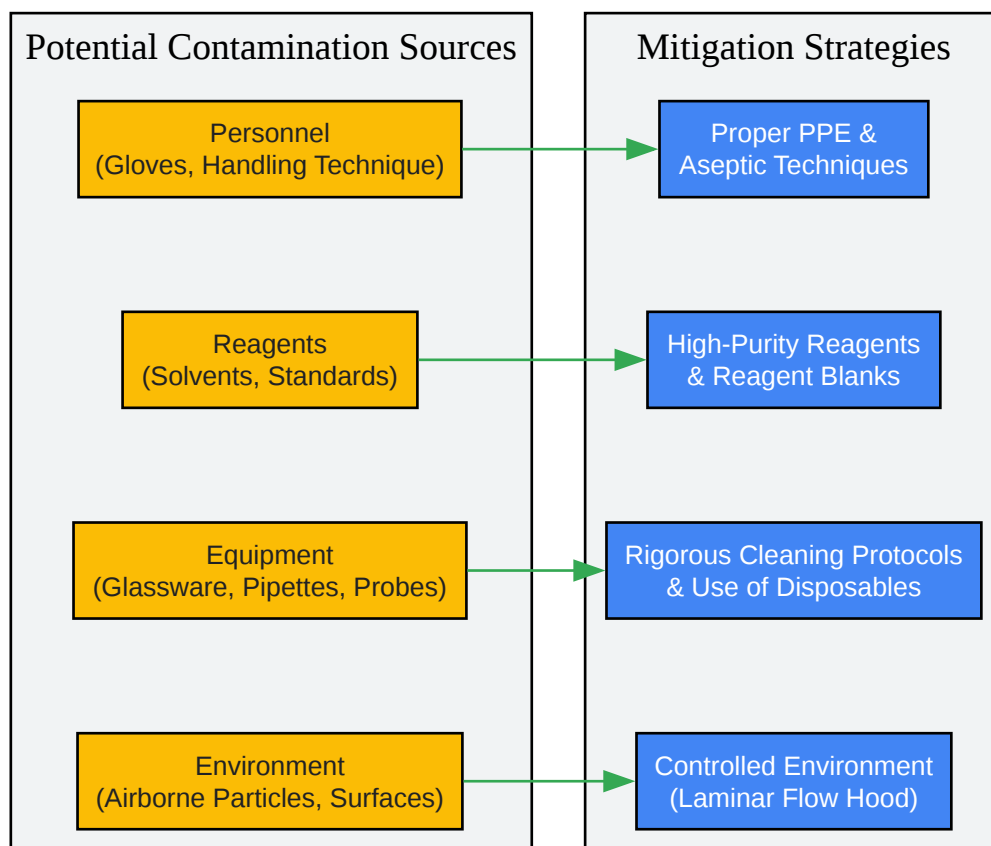 Potential Contamination Sources
Mitigation Strategies
Personnel
(Gloves, Handling Technique)
Proper PPE &
Aseptic Techniques
Reagents
(Solvents, Standards)
High-Purity Reagents
& Reagent Blanks
Equipment
(Glassware, Pipettes, Probes)
Rigorous Cleaning Protocols
& Use of Disposables
Environment
(Airborne Particles, Surfaces)
Controlled Environment
(Laminar Flow Hood)